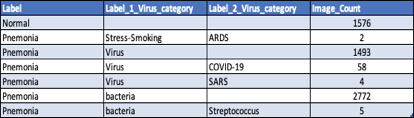 Label Label_1_Virus_category Label_2_Virus_category Image_Count
Normal 1576
Pnemonia Stress-Smoking ARDS 2
Pnemonia Virus 1493
Pnemonia Virus COVID-19 58
Pnemonia Virus SARS 4
Pnemonia bacteria 2772
Pnemonia bacteria Streptococcus 5